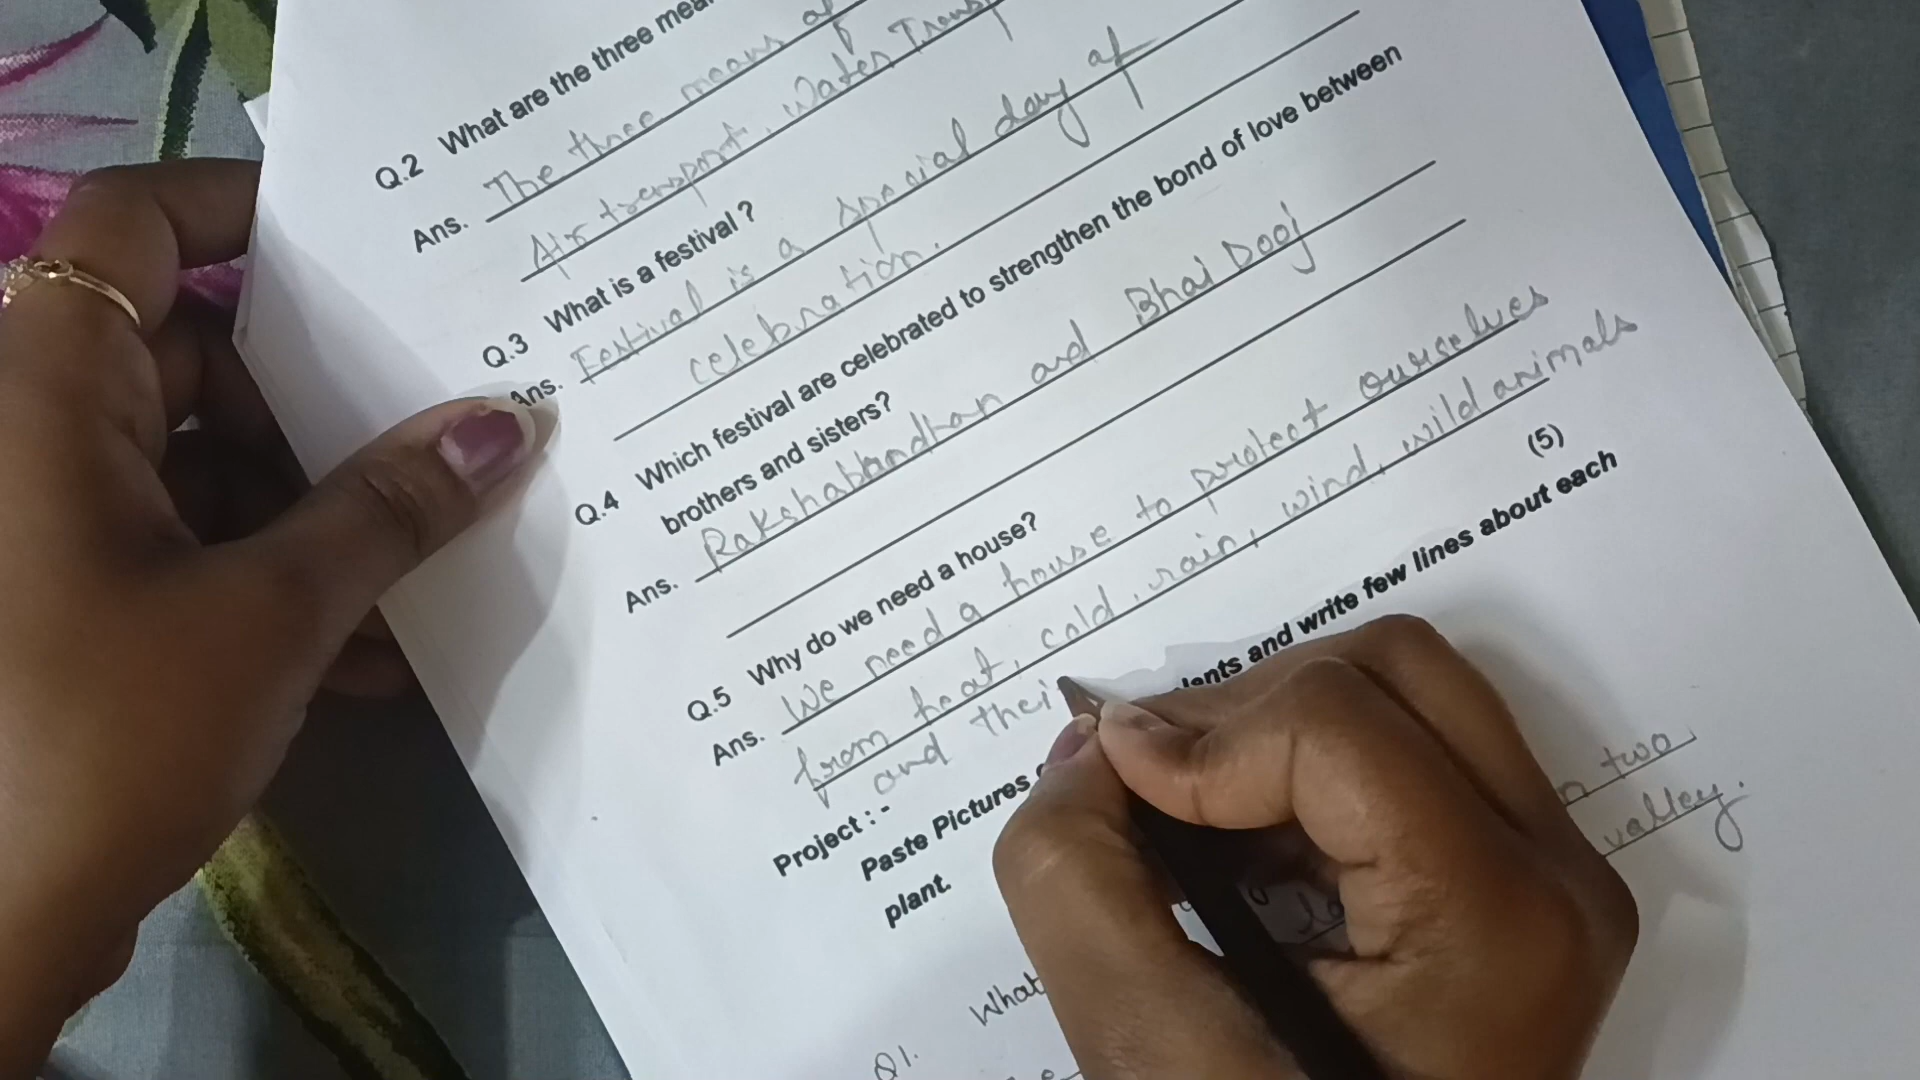 Q.2 What are the three
Ans. The three means of
Air transport, Water
Q.3 What is a festival ?
Ans. Festival is a special day of
celebration.
Q.4 Which festival are celebrated to strengthen the bond of love between
brothers and sisters?
Ans. Rakshabandhan and Bhai Dooj
Q.5 Why do we need a house?
Ans. We need a house to protect ourselves
from heat, cold, rain, wind, wild animals
and thei
(5)
Project : -
Paste Pictures and write few lines about each
plant.
two
valley.
What
Q1.